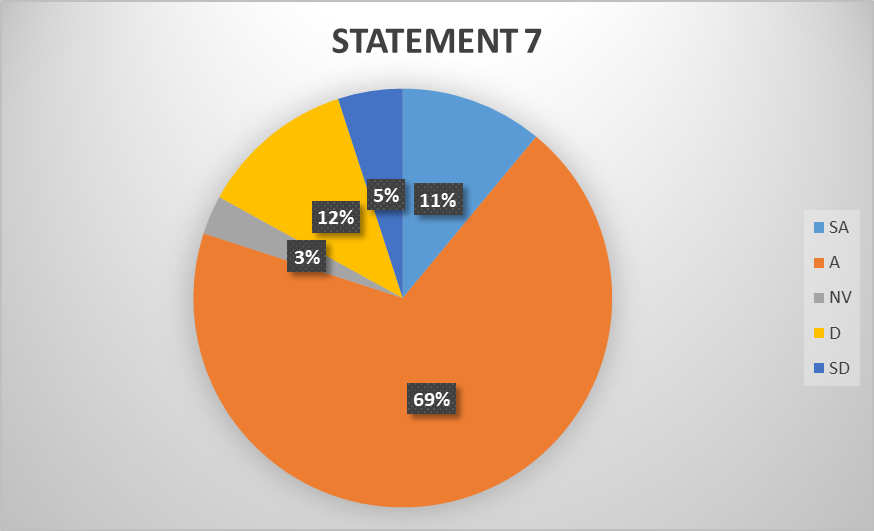 STATEMENT 7
5%
11%
12%
3%
69%
SA
A
NV
D
SD